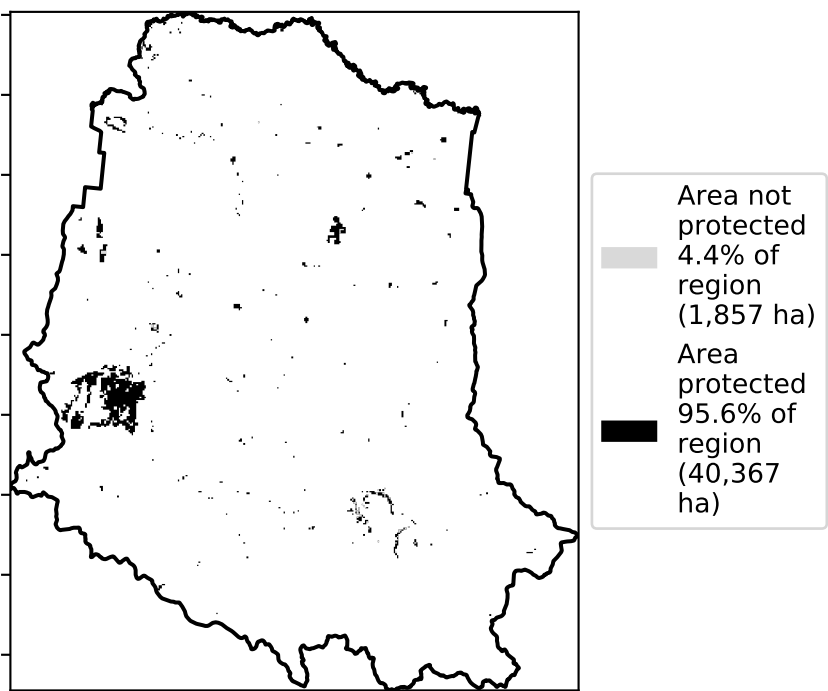 Area not
protected
4.4% of
region
(1,857 ha)
Area
protected
95.6% of
region
(40,367
ha)